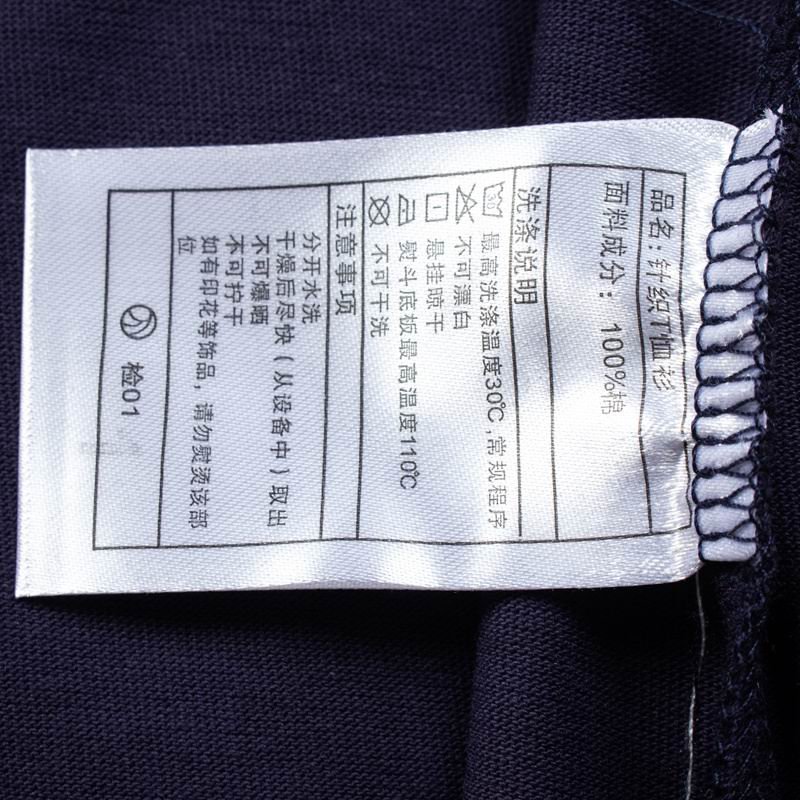 品名:针织T恤衫
面料成分：100%棉
洗涤说明
30 最高洗涤温度30℃,常规程序
不可漂白
悬挂晾干
熨斗底板最高温度110℃
不可干洗
注意事项
分开水洗
干燥后尽快（从设备中）取出
不可爆晒
不可拧干
如有印花等饰品，请勿熨烫该部
位
检01